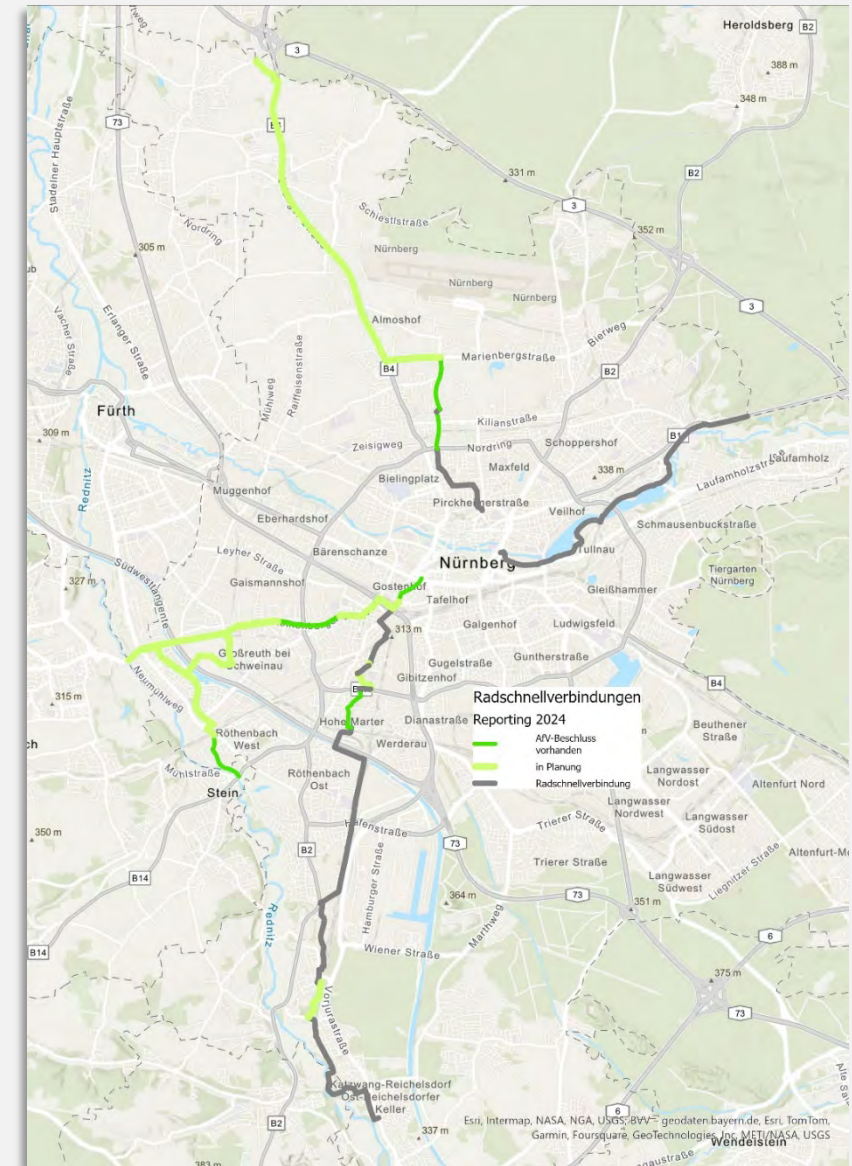 Heroldsberg
B2
3
388 m
348 m
73
Stadelner Hauptstraße
331 m
B2
3
Schiestlstraße
352 m
Nordring
Nürnberg
305 m
Nürnberg
Nürnberg
3
Erlanger Straße
Vacher Straße
Raiffeisenstraße
Mühlweg
Almoshof
Bierweg
Marienbergstraße
B4
B2
Fürth
Kilianstraße
309 m
Zeisigweg
Nordring
Schoppershof
Laufamholz
Rednitz
Bielingplatz
Maxfeld
338 m
Laufamholzstraße
Muggenhof
Pirckheimerstraße
Veilhof
Eberhardshof
Schmausenbuckstraße
Leyher Straße
Bärenschanze
Nürnberg
Tullnau
Südwesttangente
327 m
Gaismannshof
Gostenhof
Tafelhof
Gleißhammer
Tiergarten
Nürnberg
313 m
Galgenhof
Ludwigsfeld
Großreuth bei
Schweinau
Gugelstraße
Guntherstraße
Gibitzenhof
B4
Neumühlweg
315 m
Radschnellverbindungen
Reporting 2024
AfV-Beschluss
vorhanden
in Planung
Radschnellverbindung
Hohe Marter
Dianastraße
Beuthener
Straße
Röthenbach
West
Werderau
Mühlstraße
Röthenbach
Ost
Langwasser
Nordost
Altenfurt Nord
Stein
Langwasser
Nordwest
Langwasser
Südost
Hafenstraße
Trierer Straße
350 m
B2
73
Altenfurt-Mo
Trierer Straße
Liegnitzer Straße
B14
Hamburger Straße
Langwasser
Südwest
364 m
73
351 m
Rednitz
Marthweg
6
B14
Wiener Straße
375 m
Vorjurastraße
73
Katzwang-Reichelsdorf
Ost-Reichelsdorfer
Keller
B2
6
337 m
Esri, Intermap, NASA, NGA, USGS; BVV - geodaten.bayern.de, Esri, TomTom,
Garmin, Foursquare, GeoTechnologies, Inc, METI/NASA, USGS
Wendelstein
383 m